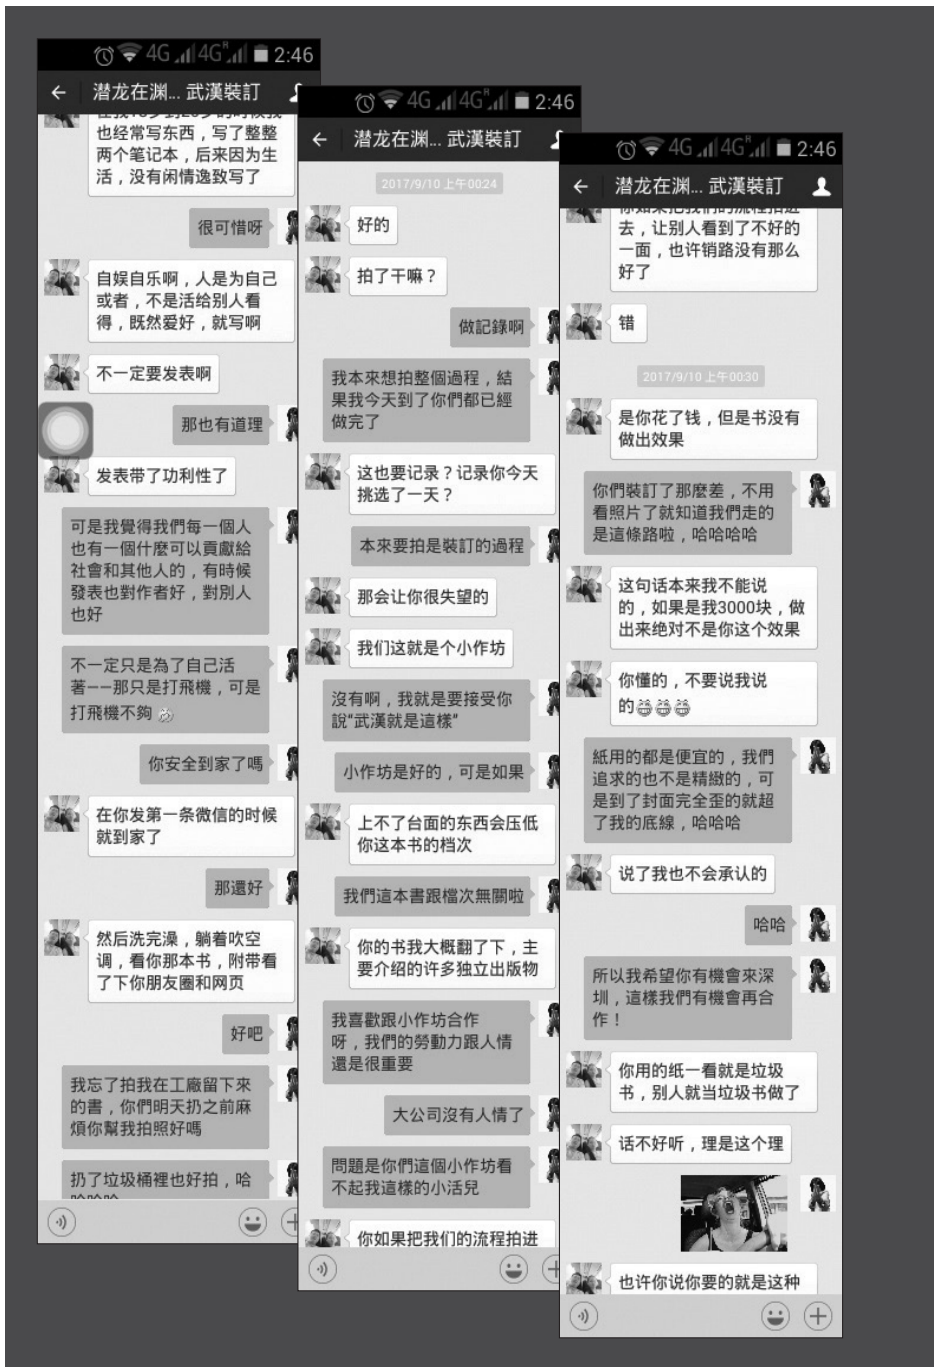 4G 4G R 2:46
潜龙在渊... 武漢裝訂
也经常写东西，写了整整
两个笔记本，后来因为生
活，没有闲情逸致写了
很可惜呀
自娱自乐啊，人是为自己
或者，不是活给别人看
得，既然爱好，就写啊
不一定要发表啊
那也有道理
发表带了功利性了
可是我覺得我們每一個人
也有一個什麼可以貢獻給
社會和其他人的，有時候
發表也對作者好，對別人
也好
不一定只是為了自己活
著——那只是打飛機，可是
打飛機不夠
你安全到家了嗎
在你发第一条微信的时候
就到家了
那還好
然后洗完澡，躺着吹空
调，看你那本书，附带看
了下你朋友圈和网页
好吧
我忘了拍我在工廠留下來
的書，你們明天扔之前麻
煩你幫我拍照好嗎
扔了垃圾桶裡也好拍，哈
4G 4G R 2:46
潜龙在渊... 武漢裝訂
2017/9/10 上午00:24
好的
拍了干嘛？
做記錄啊
我本來想拍整個過程，結
果我今天到了你們都已經
做完了
这也要记录？记录你今天
挑选了一天？
本來要拍是裝訂的過程
那会让你很失望的
我们这就是个小作坊
沒有啊，我就是要接受你
說“武漢就是這樣”
小作坊是好的，可是如果
上不了台面的东西会压低
你这本书的档次
我們這本書跟檔次無關啦
你的书我大概翻了下，主
要介绍的许多独立出版物
我喜歡跟小作坊合作
呀，我們的勞動力跟人情
還是很重要
大公司沒有人情了
問題是你們這個小作坊看
不起我這樣的小活兒
你如果把我们的流程拍进
4G 4G R 2:46
潜龙在渊... 武漢裝訂
你如果把我们的流程拍进
去，让别人看到了不好的
一面，也许销路没有那么
好了
错
2017/9/10 上午00:30
是你花了钱，但是书没有
做出效果
你們裝訂了那麼差，不用
看照片了就知道我們走的
是這條路啦，哈哈哈哈
这句话本来我不能说
的，如果是我3000块，做
出来绝对不是你这个效果
你懂的，不要说我说
的
紙用的都是便宜的，我們
追求的也不是精緻的，可
是到了封面完全歪的就超
了我的底線，哈哈哈
说了我也不会承认的
哈哈
所以我希望你有機會來深
圳，這樣我們有機會再合
作！
你用的纸一看就是垃圾
书，别人就当垃圾书做了
话不好听，理是这个理
也许你说你要的就是这种